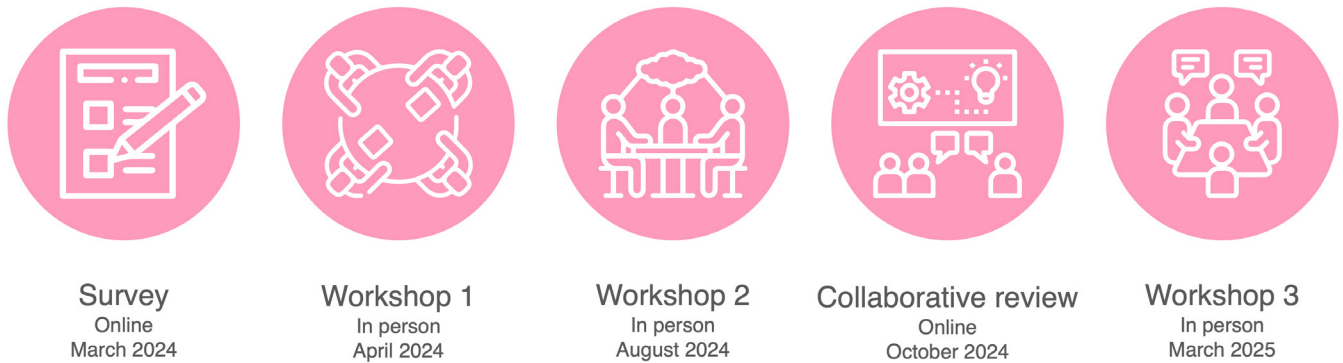 Survey
Online
March 2024
Workshop 1
In person
April 2024
Workshop 2
In person
August 2024
Collaborative review
Online
October 2024
Workshop 3
In person
March 2025